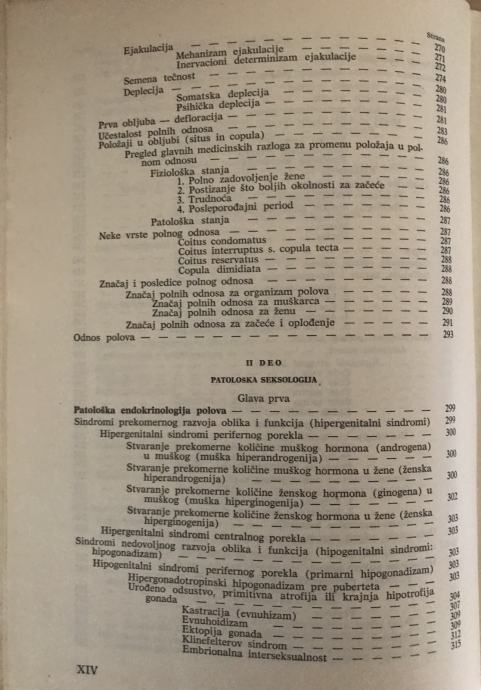 Strana
Ejakulacija — — — — — — — — — — 270
Mehanizam ejakulacije — — — — — — 271
Inervacioni determinizam ejakulacije — — — 272
Semena tečnost — — — — — — — — — 274
Deplecija — — — — — — — — — — 280
Somatska deplecija — — — — — — 280
Psihička deplecija — — — — — — 281
Prva obljuba — defloracija — — — — — — — 281
Učestalost polnih odnosa — — — — — — — 283
Položaji u obljubi (situs in copula) — — — — — 286
Pregled glavnih medicinskih razloga za promenu položaja u pol-
nom odnosu — — — — — — — — 286
Fiziološka stanja — — — — — — — 286
1. Polno zadovoljenje žene — — — — — 286
2. Postizanje što boljih okolnosti za začeće — — 286
3. Trudnoća — — — — — — — 286
4. Posleporođajni period — — — — — 286
Patološka stanja — — — — — — — 287
Neke vrste polnog odnosa — — — — — — — 287
Coitus condomatus — — — — — — 287
Coitus interruptus s. copula tecta — — — — 287
Coitus reservatus — — — — — — 288
Copula dimidiata — — — — — — 288
Značaj i posledice polnog odnosa — — — — — — 288
Značaj polnih odnosa za organizam polova — — — — 288
Značaj polnih odnosa za muškarca — — — — 289
Značaj polnih odnosa za ženu — — — — — 290
Značaj polnih odnosa za začeće i oplođenje — — — — 291
Odnos polova — — — — — — — — — — — 293
II DEO
PATOLOSKA SEKSOLOGIJA
Glava prva
Patološka endokrinologija polova — — — — — — — 299
Sindromi prekomernog razvoja oblika i funkcija (hipergenitalni sindromi) 299
Hipergenitalni sindromi perifernog porekla — — — — 300
Stvaranje prekomerne količine muškog hormona (androgena)
u muškog (muška hiperandrogenija) — — — — 300
Stvaranje prekomerne količine muškog hormona u žene (ženska
hiperandrogenija) — — — — — — — 300
Stvaranje prekomerne količine ženskog hormona (ginogena) u
muškog (muška hiperginogenija) — — — — 302
Stvaranje prekomerne količine ženskog hormona u žene (ženska
hiperginogenija) — — — — — — — 303
Hipergenitalni sindromi centralnog porekla — — — — 303
Sindromi nedovoljnog razvoja oblika i funkcija (hipogenitalni sindromi:
hipogonadizam) — — — — — — — — — 303
Hipogenitalni sindromi perifernog porekla (primarni hipogonadizam) 303
Hipergonadotropinski hipogonadizam pre puberteta — — — 303
Urođeno odsustvo, primitivna atrofija ili krajnja hipotrofija
gonada — — — — — — — — — 304
Kastracija (evnuhizam) — — — — — — 307
Evnuhoidizam — — — — — — — 309
Ektopija gonada — — — — — — — 309
Klinefelterov sindrom — — — — — — 312
Embrionalna interseksualnost — — — — — 315
XIV